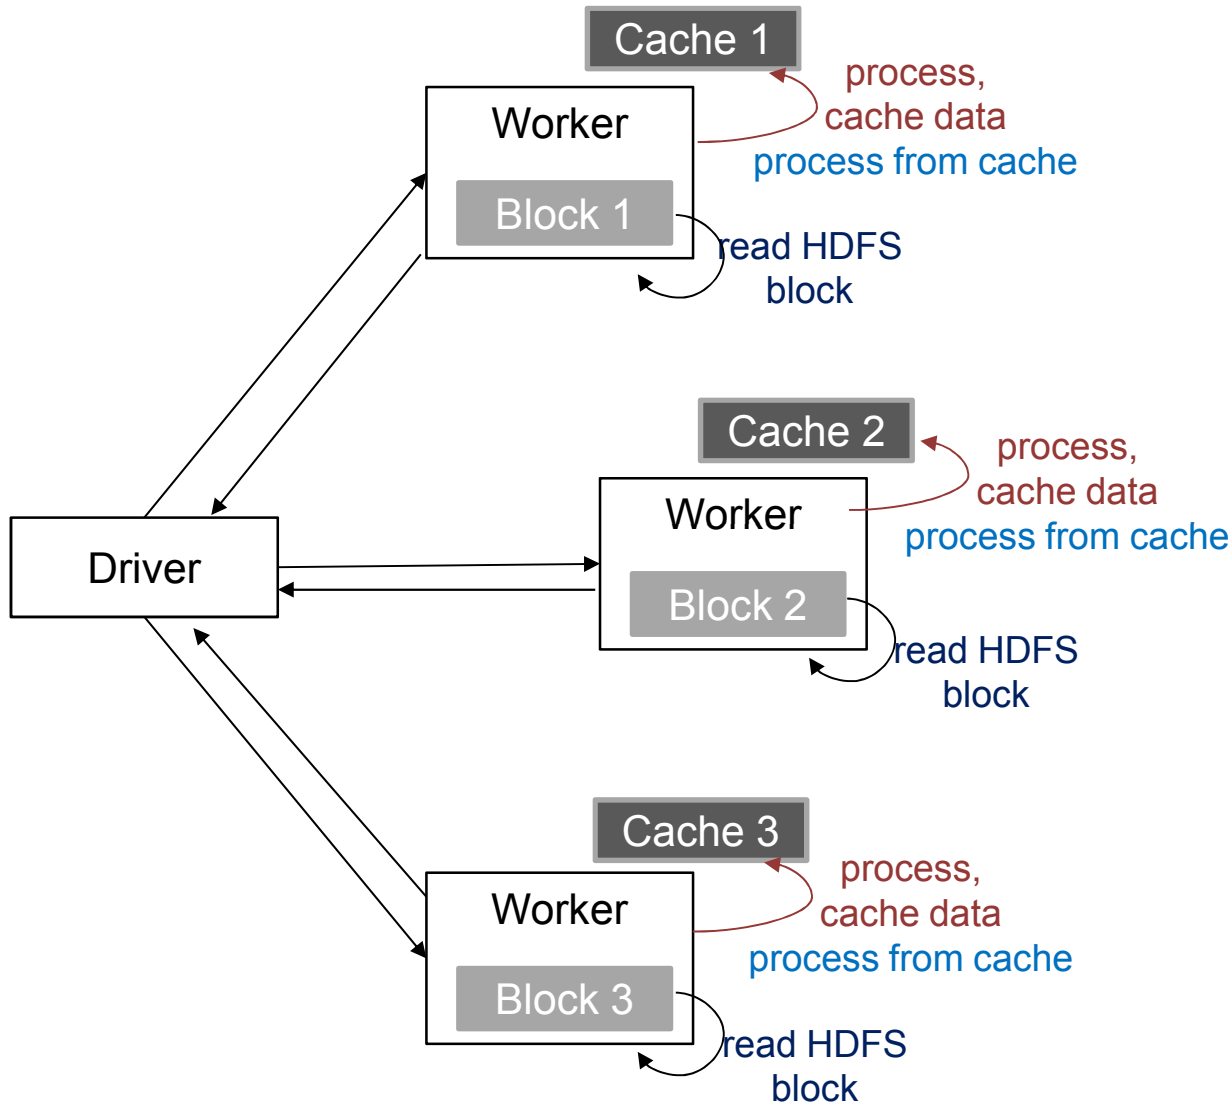 Cache 1
process,
cache data
process from cache
Worker
Block 1
read HDFS
block
Cache 2
process,
cache data
process from cache
Worker
Block 2
read HDFS
block
Driver
Cache 3
process,
cache data
process from cache
Worker
Block 3
read HDFS
block